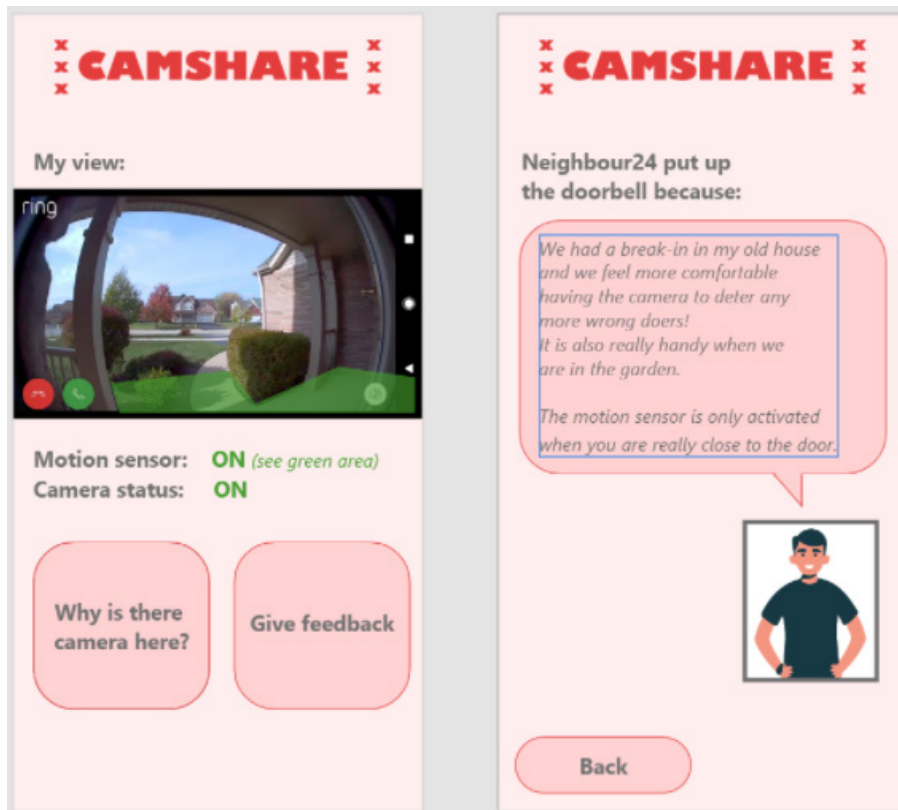 CAMSHARE
My view:
ring
Motion sensor: ON (see green area)
Camera status: ON
Why is there
camera here?
Give feedback
CAMSHARE
Neighbour24 put up
the doorbell because:
We had a break-in in my old house
and we feel more comfortable
having the camera to deter any
more wrong doers!
It is also really handy when we
are in the garden.
The motion sensor is only activated
when you are really close to the door.
Back